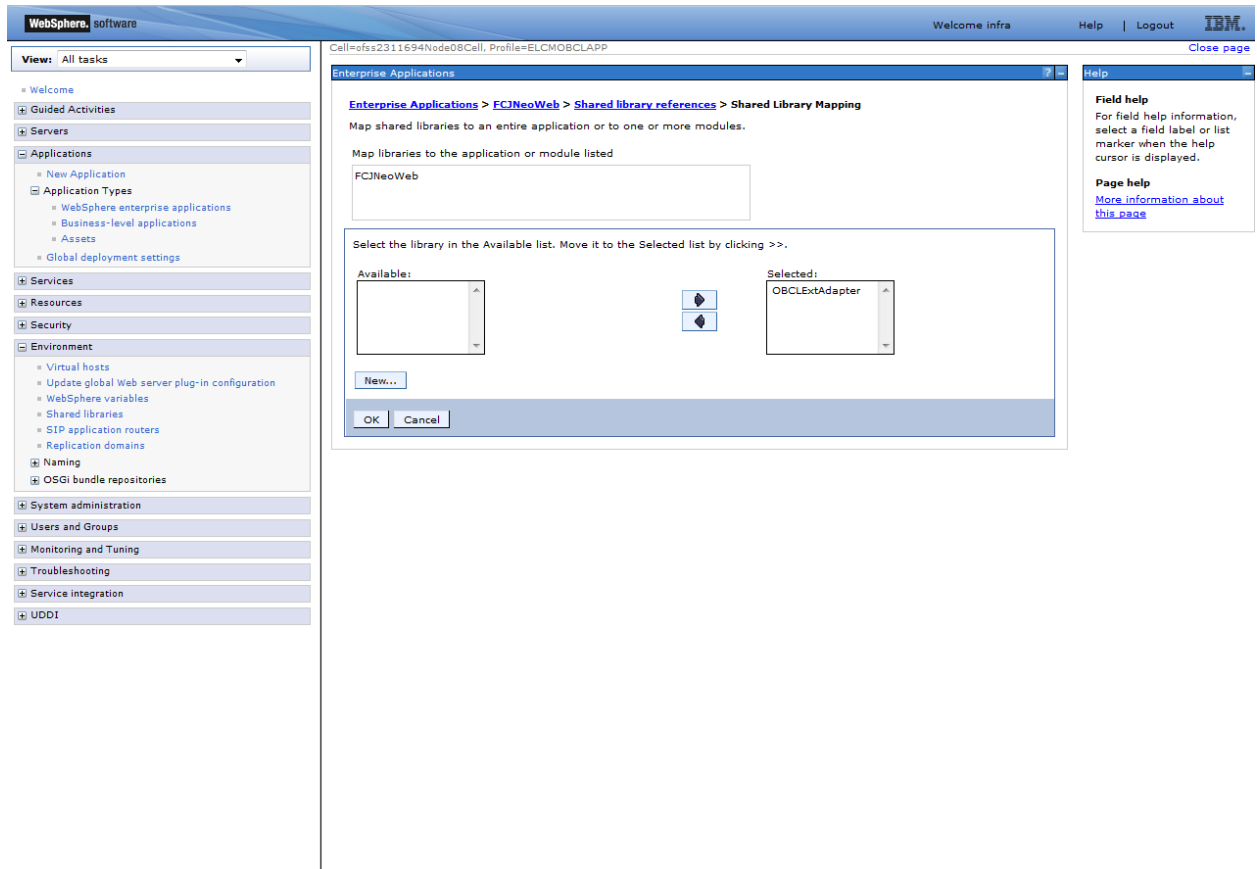 WebSphere. software
Welcome infra
Help | Logout
IBM.
View: All tasks
Cell=ofss2311694Node08Cell, Profile=ELCMOBCLAPP
Close page
Welcome
Guided Activities
Servers
Applications
New Application
Application Types
WebSphere enterprise applications
Business-level applications
Assets
Global deployment settings
Services
Resources
Security
Environment
Virtual hosts
Update global Web server plug-in configuration
WebSphere variables
Shared libraries
SIP application routers
Replication domains
Naming
OSGi bundle repositories
System administration
Users and Groups
Monitoring and Tuning
Troubleshooting
Service integration
UDDI
Enterprise Applications
?
Enterprise Applications > FCJNeoWeb > Shared library references > Shared Library Mapping
Map shared libraries to an entire application or to one or more modules.
Map libraries to the application or module listed
FCJNeoWeb
Select the library in the Available list. Move it to the Selected list by clicking >>.
Available:
Selected:
OBCLExtAdapter
New...
OK
Cancel
Help
Field help
For field help information,
select a field label or list
marker when the help
cursor is displayed.
Page help
More information about
this page